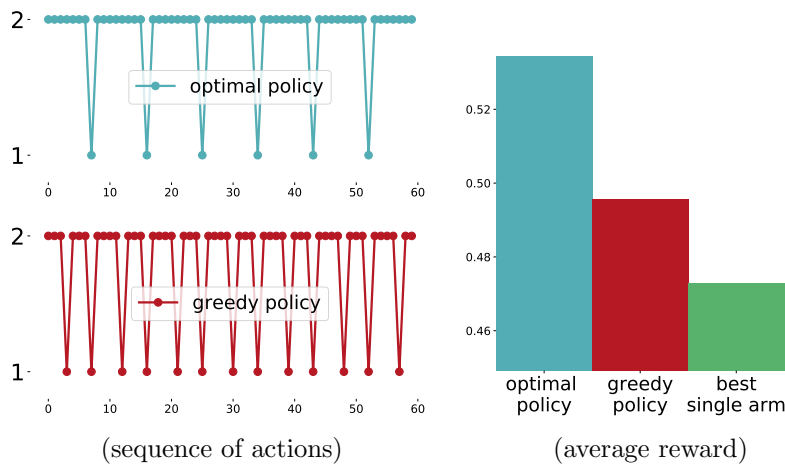 2
optimal policy
1
0 10 20 30 40 50 60
2
greedy policy
1
0 10 20 30 40 50 60
(sequence of actions)
0.52
0.50
0.48
0.46
optimal policy
greedy policy
best single arm
(average reward)